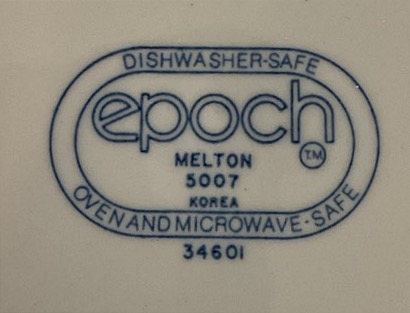 DISHWASHER-SAFE
epoch
TM
MELTON
5007
KOREA
OVEN AND MICROWAVE-SAFE
34601